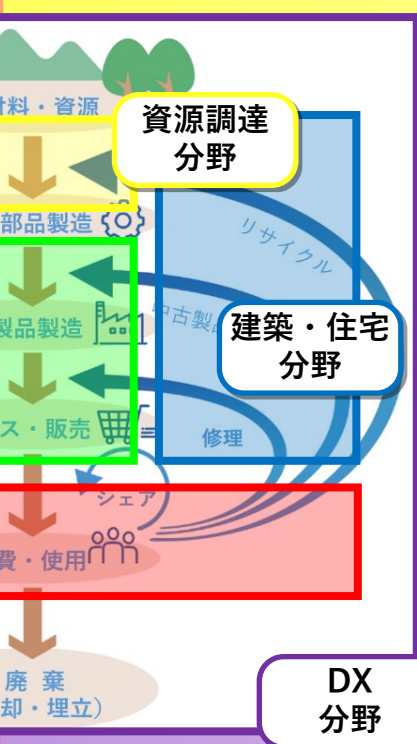 料・資源
資源調達
分野
部品製造
リサイクル
中古製
製品製造
建築・住宅
分野
ス・販売
修理
シェア
費・使用
廃 棄
却・埋立）
DX
分野